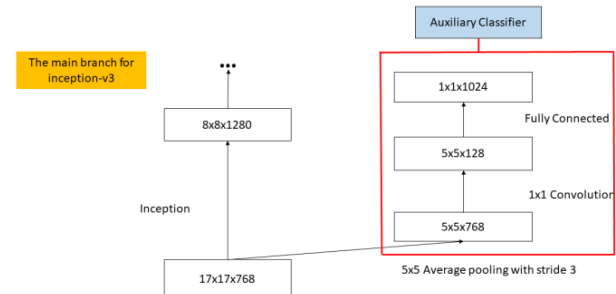 Auxiliary Classifier
The main branch for
inception-v3
...
1x1x1024
Fully Connected
8x8x1280
5x5x128
1x1 Convolution
Inception
5x5x768
17x17x768
5x5 Average pooling with stride 3